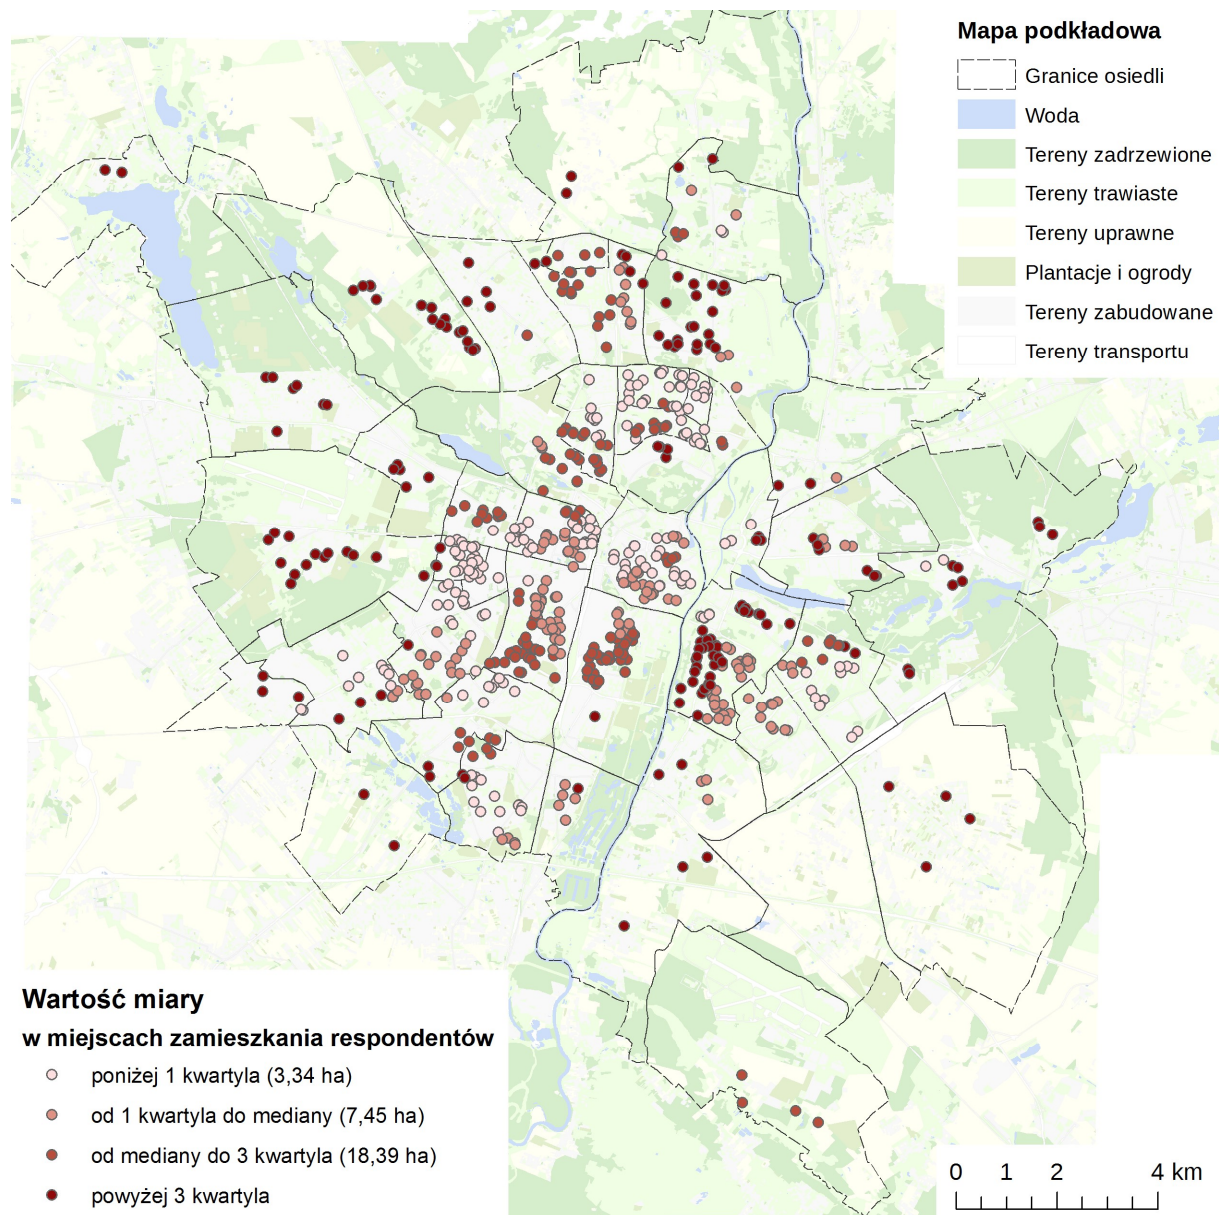 Mapa podkładowa
Granice osiedli
Woda
Tereny zadrzewione
Tereny trawiaste
Tereny uprawne
Plantacje i ogrody
Tereny zabudowane
Tereny transportu
Wartość miary
w miejscach zamieszkania respondentów
poniżej 1 kwartyla (3,34 ha)
od 1 kwartyla do mediany (7,45 ha)
od mediany do 3 kwartyla (18,39 ha)
powyżej 3 kwartyla
0 1 2 4 km